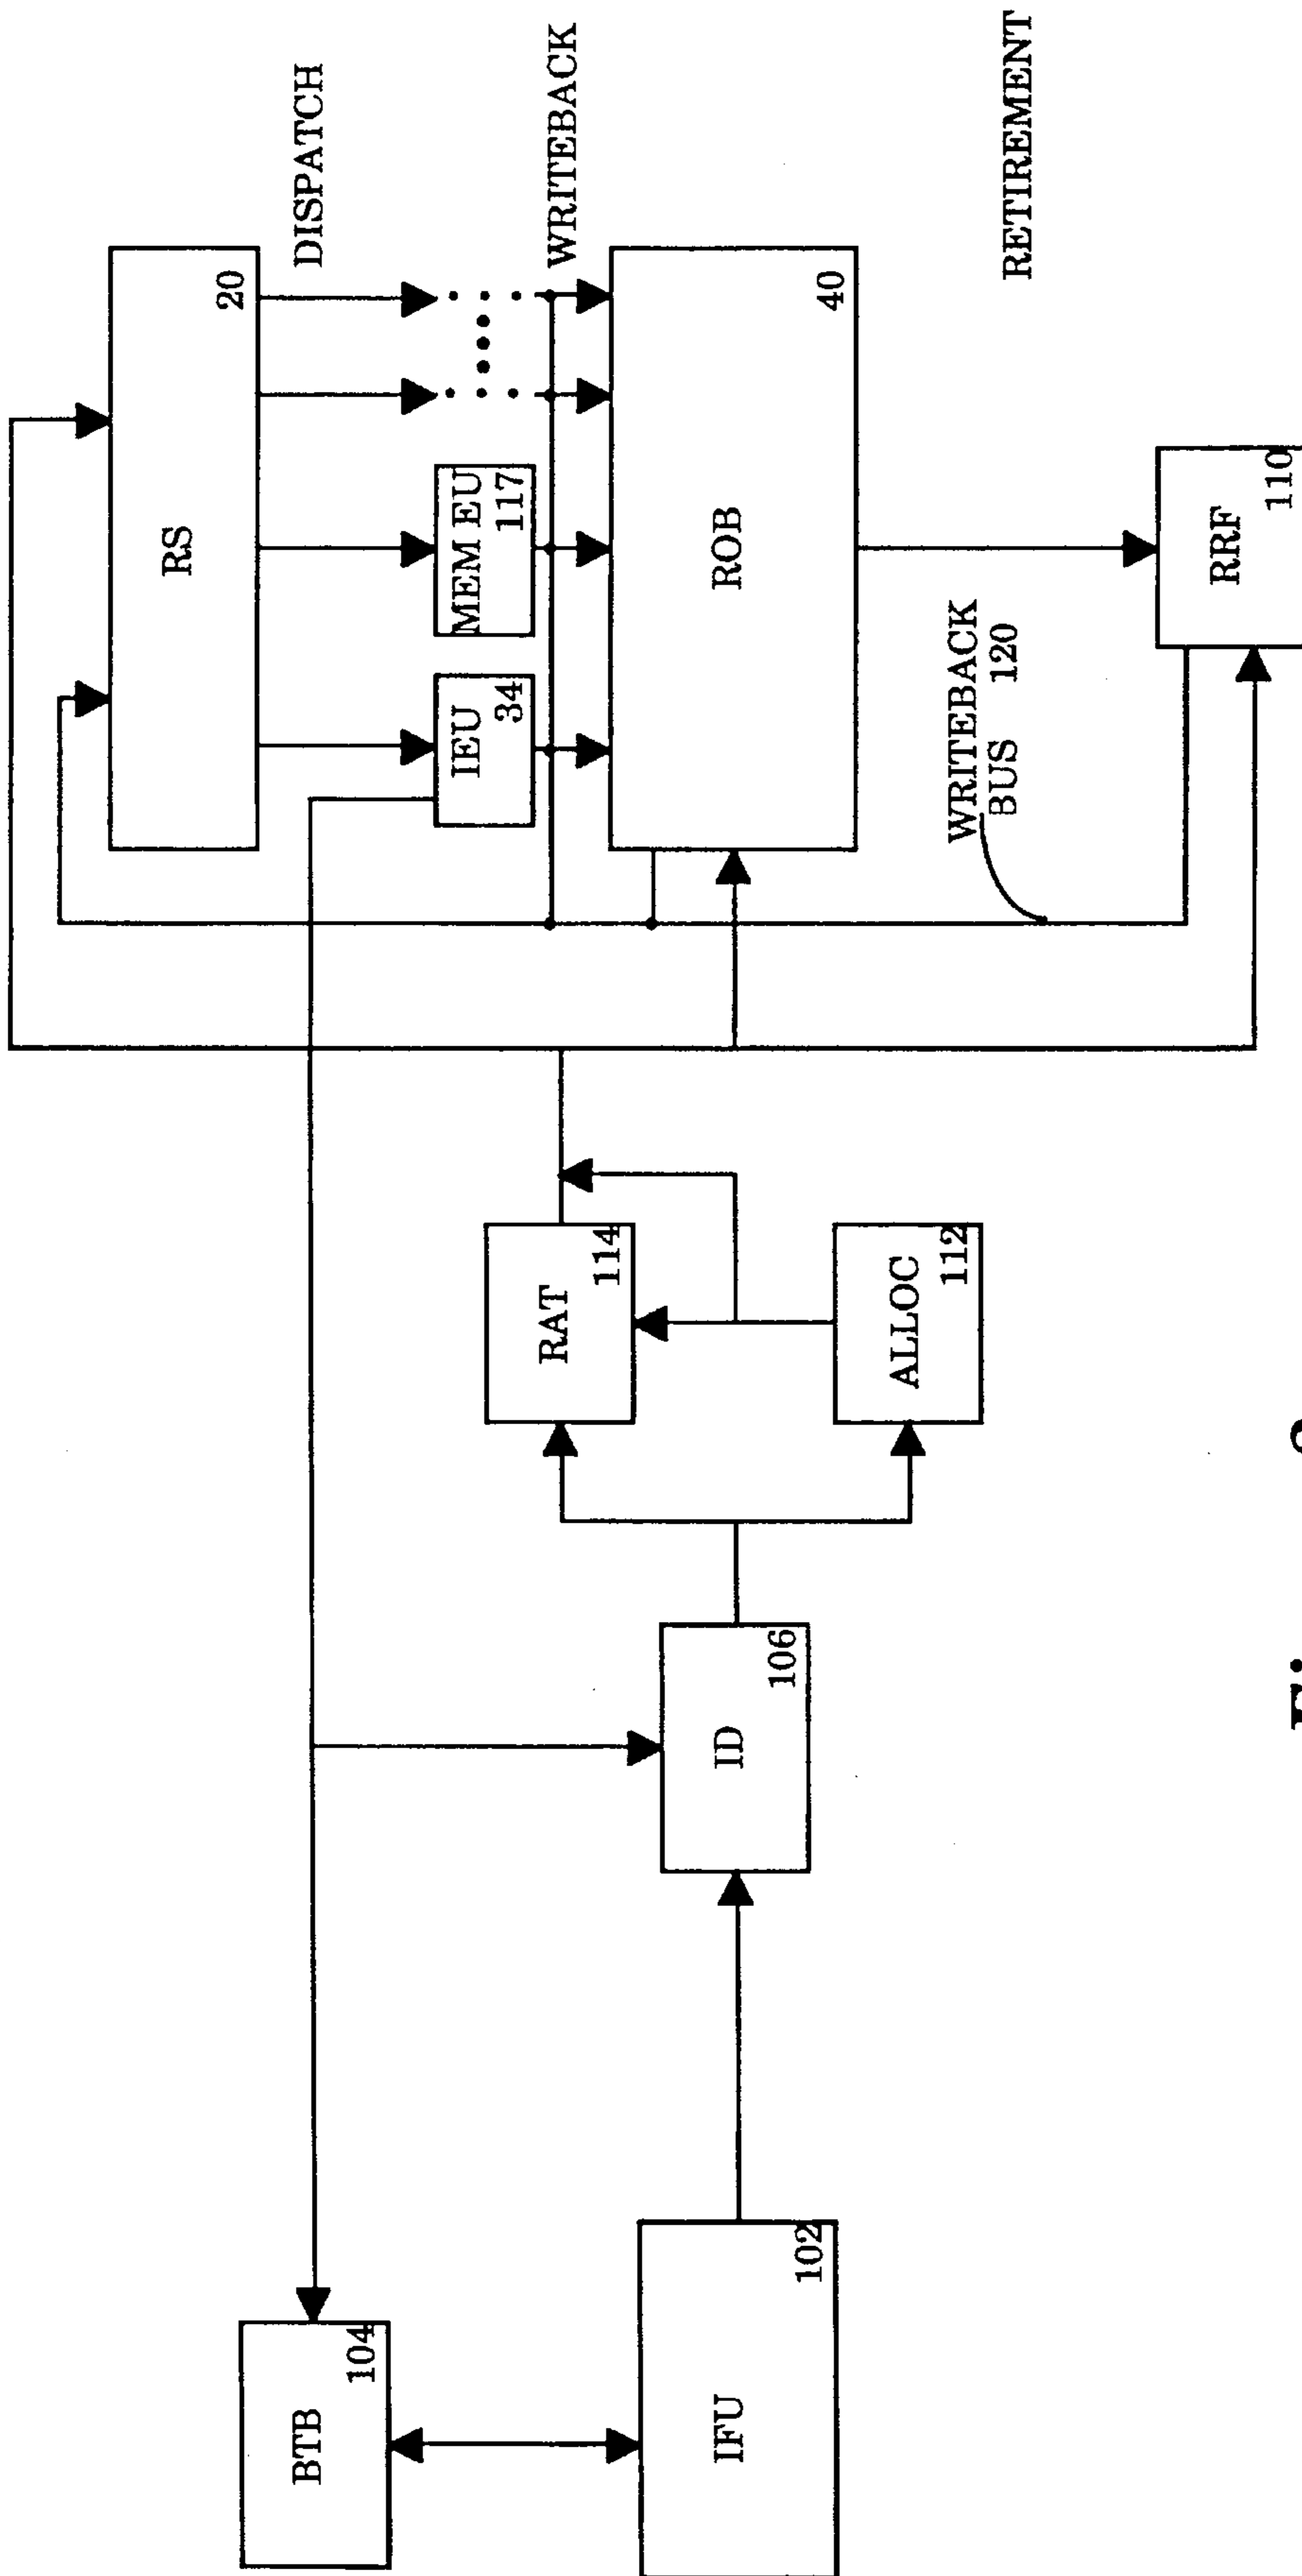 BTB
104
IFU
102
ID
106
RAT
114
ALLOC
112
RS
20
DISPATCH
IEU
34
MEM EU
117
WRITEBACK
ROB
40
WRITEBACK
BUS 120
RETIREMENT
RRF
110